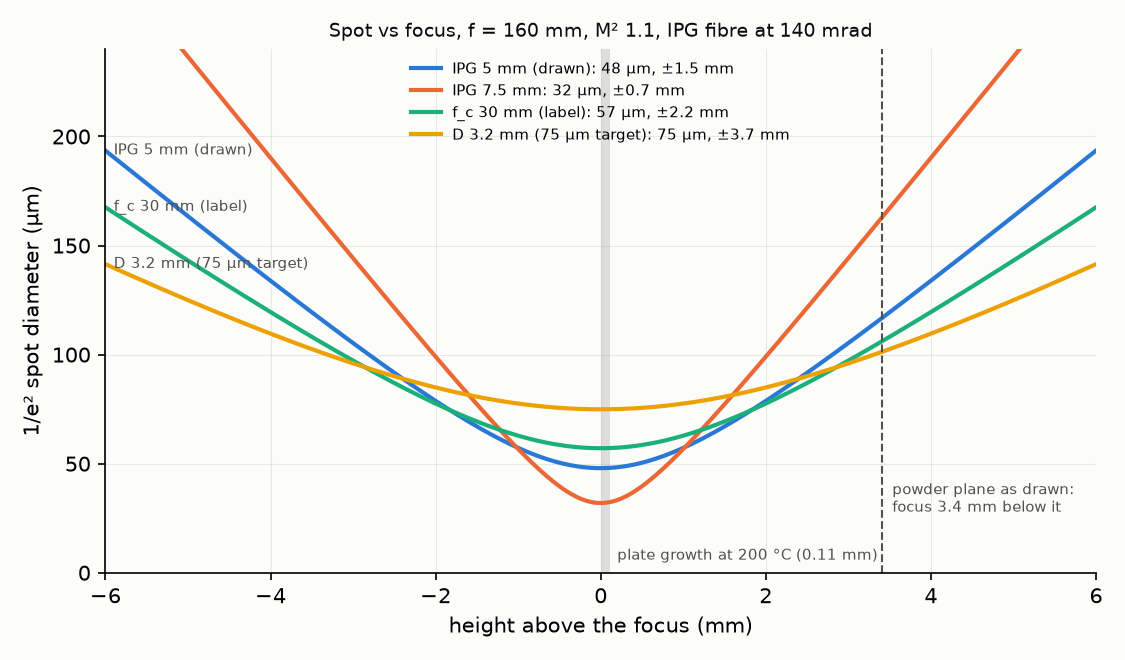 Spot vs focus, f = 160 mm, M² 1.1, IPG fibre at 140 mrad
IPG 5 mm (drawn): 48 µm, ±1.5 mm
IPG 7.5 mm: 32 µm, ±0.7 mm
f_c 30 mm (label): 57 µm, ±2.2 mm
D 3.2 mm (75 µm target): 75 µm, ±3.7 mm
IPG 5 mm (drawn)
f_c 30 mm (label)
D 3.2 mm (75 µm target)
powder plane as drawn:
focus 3.4 mm below it
plate growth at 200 °C (0.11 mm)
1/e² spot diameter (µm)
200
150
100
50
0
−6
−4
−2
0
2
4
6
height above the focus (mm)